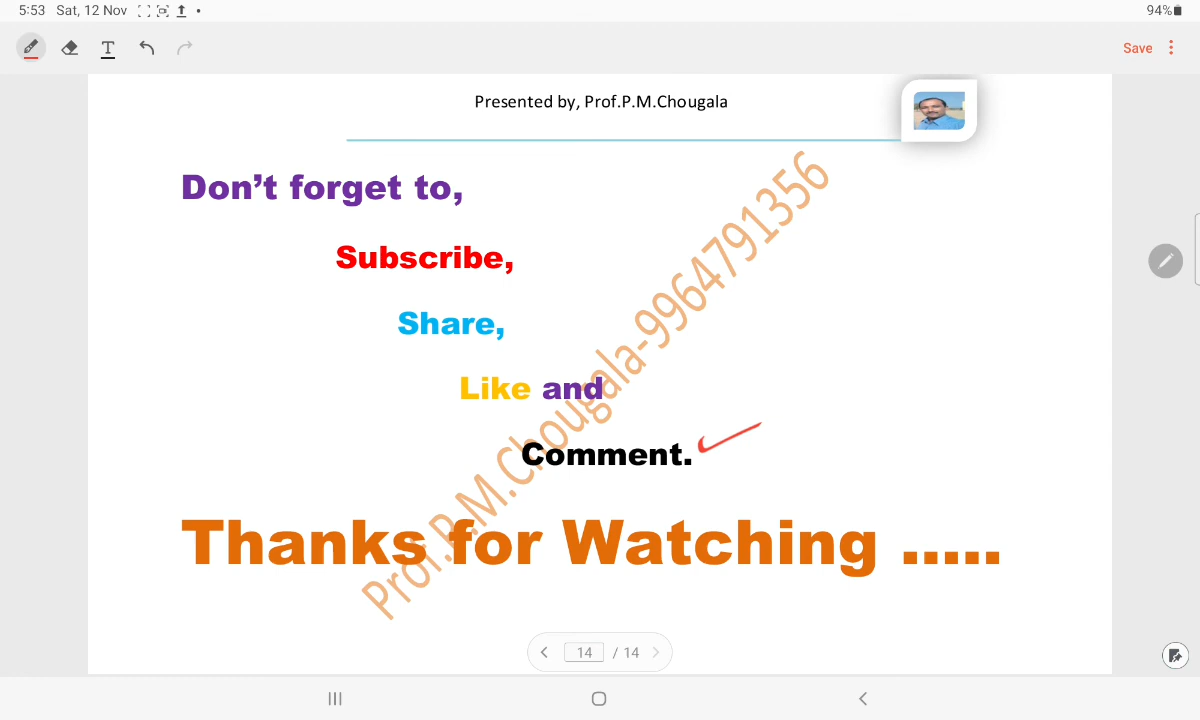 5:53 Sat, 12 Nov
94%
T
Save
Presented by, Prof.P.M.Chougala
Don’t forget to,
Subscribe,
Share,
Like and
Comment.
Thanks for Watching .....
Prof.P.M.Chougala-9964791356
14 / 14